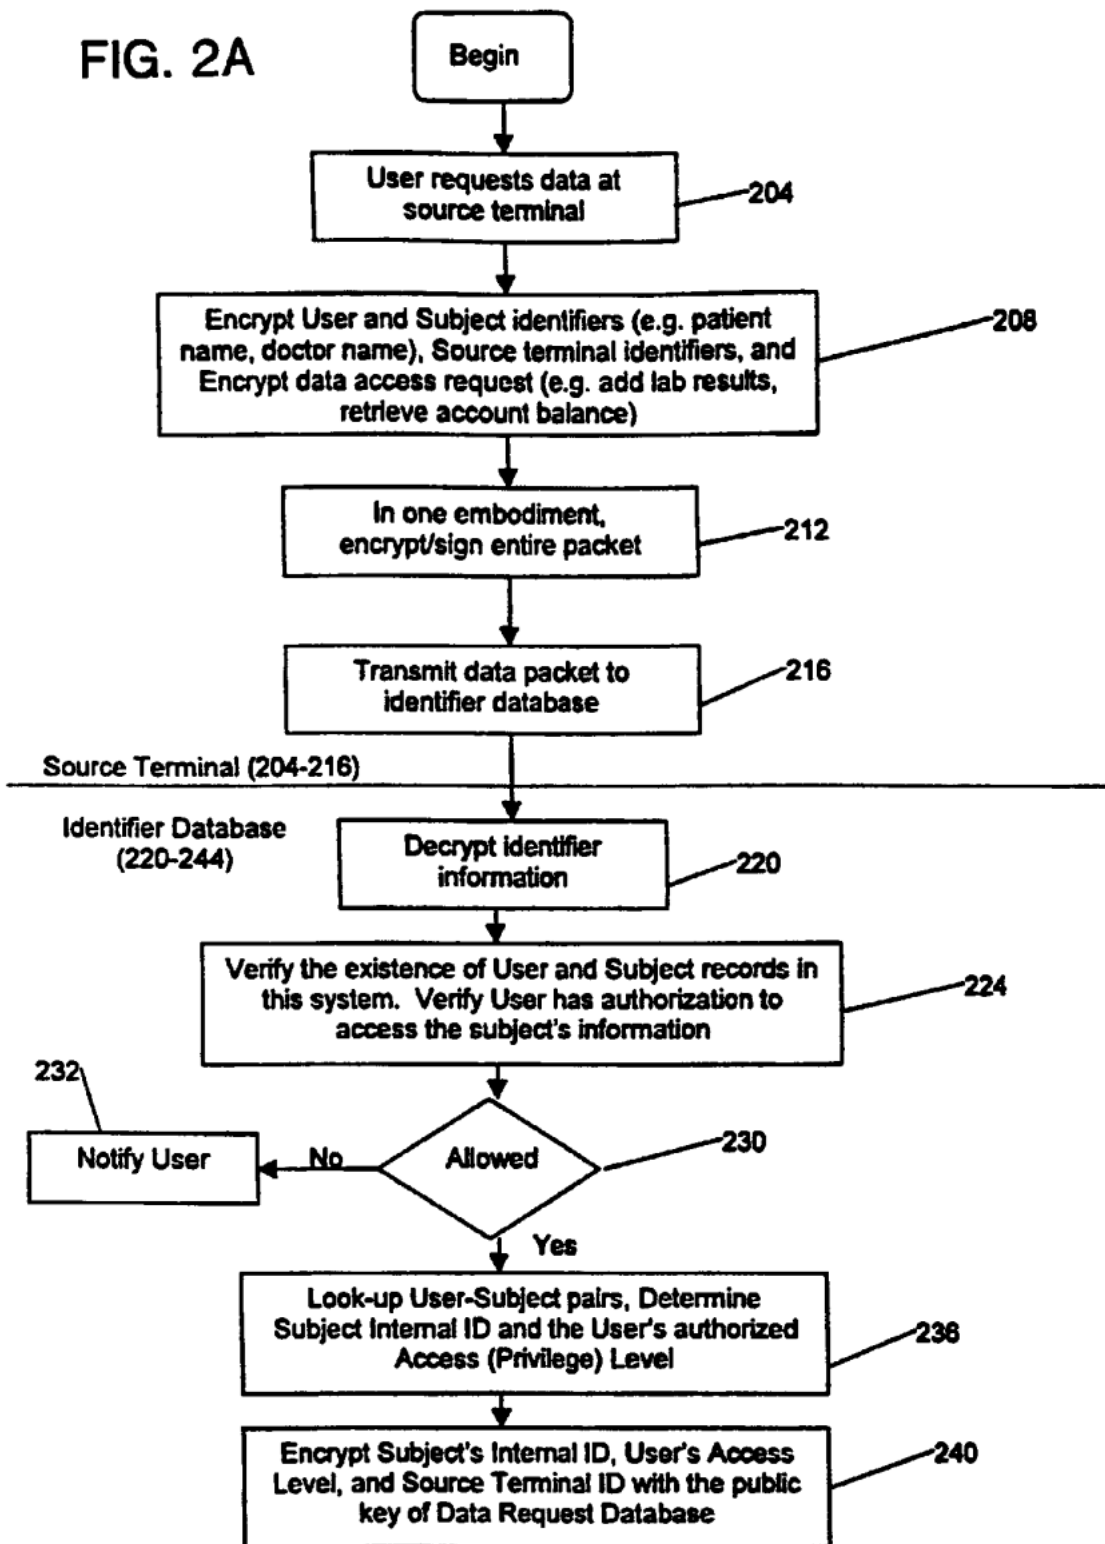 FIG. 2A
Begin
User requests data at
source terminal
204
Encrypt User and Subject identifiers (e.g. patient
name, doctor name), Source terminal identifiers, and
Encrypt data access request (e.g. add lab results,
retrieve account balance)
208
In one embodiment,
encrypt/sign entire packet
212
Transmit data packet to
identifier database
216
Source Terminal (204-216)
Identifier Database
(220-244)
Decrypt identifier
information
220
Verify the existence of User and Subject records in
this system. Verify User has authorization to
access the subject's information
224
232
Notify User
No
Allowed
230
Yes
Look-up User-Subject pairs, Determine
Subject Internal ID and the User's authorized
Access (Privilege) Level
236
Encrypt Subject's Internal ID, User's Access
Level, and Source Terminal ID with the public
key of Data Request Database
240